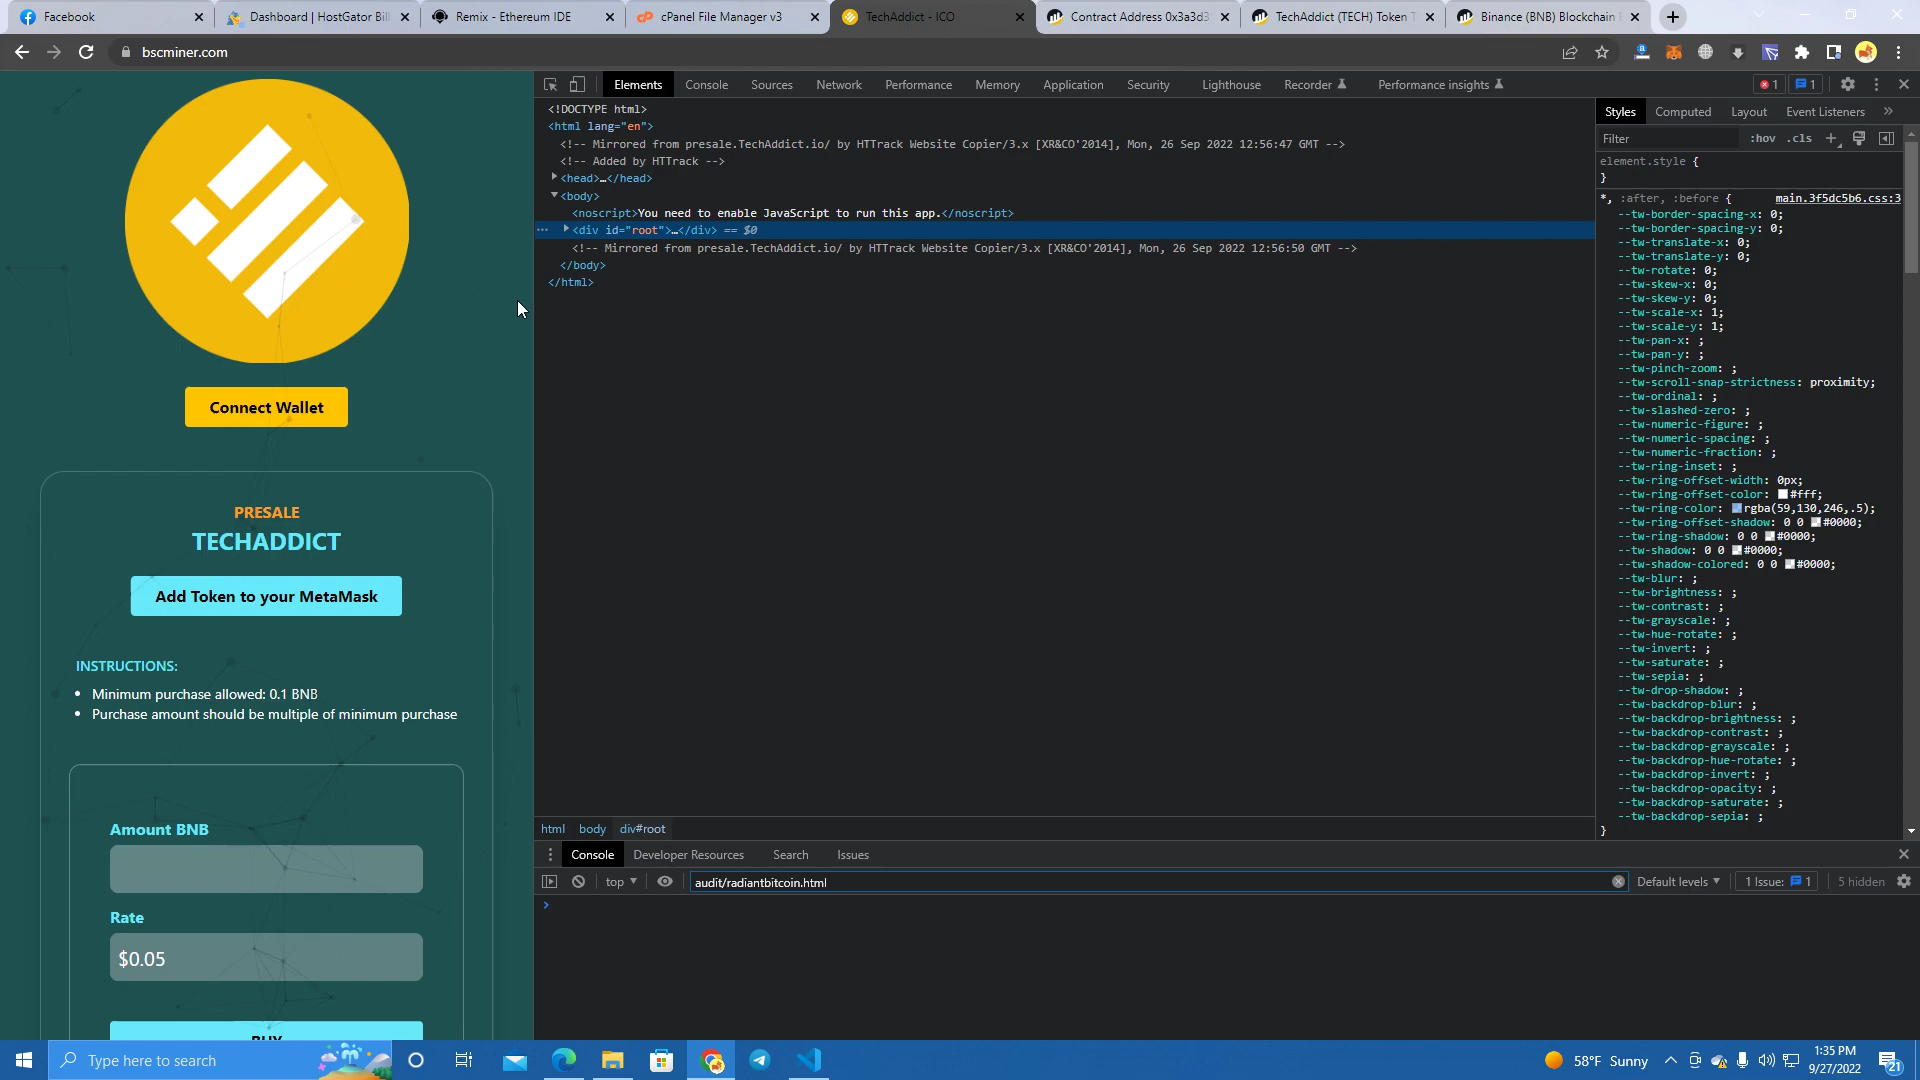 Facebook
Dashboard | HostGator Bill
Remix - Ethereum IDE
cPanel File Manager v3
TechAddict - ICO
Contract Address 0x3a3d3
TechAddict (TECH) Token T
Binance (BNB) Blockchain E
bscminer.com
Connect Wallet
PRESALE
TECHADDICT
Add Token to your MetaMask
INSTRUCTIONS:
• Minimum purchase allowed: 0.1 BNB
• Purchase amount should be multiple of minimum purchase
Amount BNB
Rate
$0.05
BUY
Elements Console Sources Network Performance Memory Application Security Lighthouse Recorder Performance insights
1 1
<!DOCTYPE html>
<html lang="en">
<!-- Mirrored from presale.TechAddict.io/ by HTTrack Website Copier/3.x [XR&CO'2014], Mon, 26 Sep 2022 12:56:47 GMT -->
<!-- Added by HTTrack -->
<head>…</head>
<body>
<noscript>You need to enable JavaScript to run this app.</noscript>
<div id="root">…</div> == $0
<!-- Mirrored from presale.TechAddict.io/ by HTTrack Website Copier/3.x [XR&CO'2014], Mon, 26 Sep 2022 12:56:50 GMT -->
</body>
</html>
html body div#root
Styles Computed Layout Event Listeners »
Filter :hov .cls +
element.style {
}
*, :after, :before { main.3f5dc5b6.css:3
--tw-border-spacing-x: 0;
--tw-border-spacing-y: 0;
--tw-translate-x: 0;
--tw-translate-y: 0;
--tw-rotate: 0;
--tw-skew-x: 0;
--tw-skew-y: 0;
--tw-scale-x: 1;
--tw-scale-y: 1;
--tw-pan-x: ;
--tw-pan-y: ;
--tw-pinch-zoom: ;
--tw-scroll-snap-strictness: proximity;
--tw-ordinal: ;
--tw-slashed-zero: ;
--tw-numeric-figure: ;
--tw-numeric-spacing: ;
--tw-numeric-fraction: ;
--tw-ring-inset: ;
--tw-ring-offset-width: 0px;
--tw-ring-offset-color: #fff;
--tw-ring-color: rgba(59,130,246,.5);
--tw-ring-offset-shadow: 0 0 #0000;
--tw-ring-shadow: 0 0 #0000;
--tw-shadow: 0 0 #0000;
--tw-shadow-colored: 0 0 #0000;
--tw-blur: ;
--tw-brightness: ;
--tw-contrast: ;
--tw-grayscale: ;
--tw-hue-rotate: ;
--tw-invert: ;
--tw-saturate: ;
--tw-sepia: ;
--tw-drop-shadow: ;
--tw-backdrop-blur: ;
--tw-backdrop-brightness: ;
--tw-backdrop-contrast: ;
--tw-backdrop-grayscale: ;
--tw-backdrop-hue-rotate: ;
--tw-backdrop-invert: ;
--tw-backdrop-opacity: ;
--tw-backdrop-saturate: ;
--tw-backdrop-sepia: ;
}
Console Developer Resources Search Issues
top audit/radiantbitcoin.html Default levels 1 Issue: 1 5 hidden
Type here to search
58°F Sunny
1:35 PM
9/27/2022
21